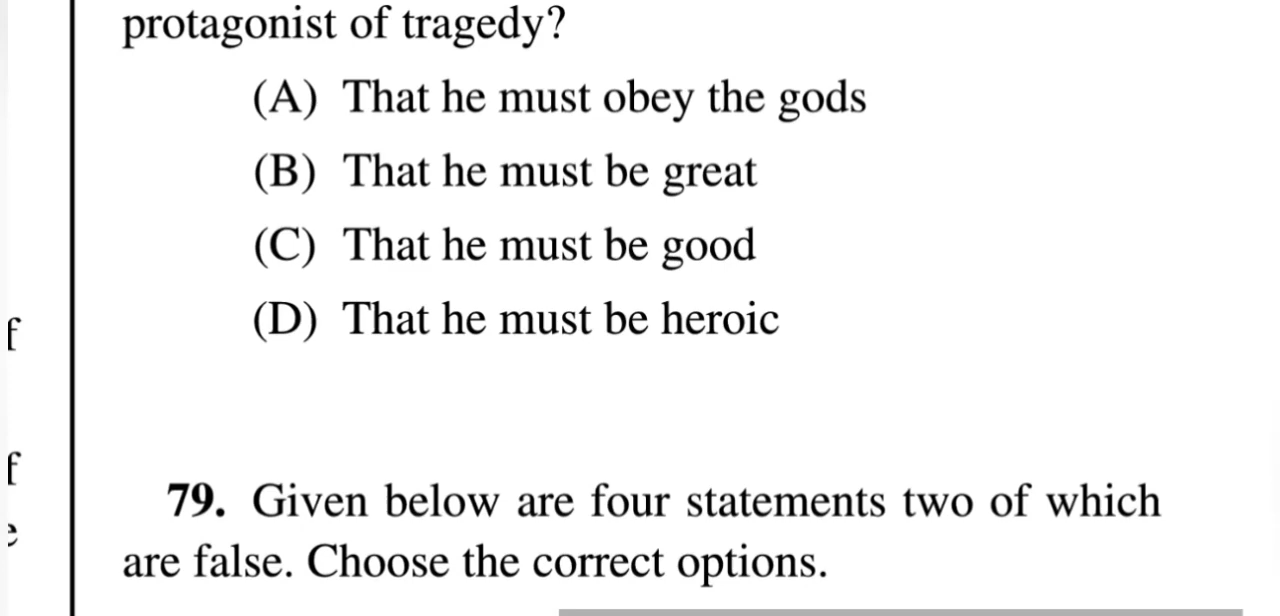 protagonist of tragedy?
(A) That he must obey the gods
(B) That he must be great
(C) That he must be good
(D) That he must be heroic
f
f
e
79. Given below are four statements two of which
are false. Choose the correct options.